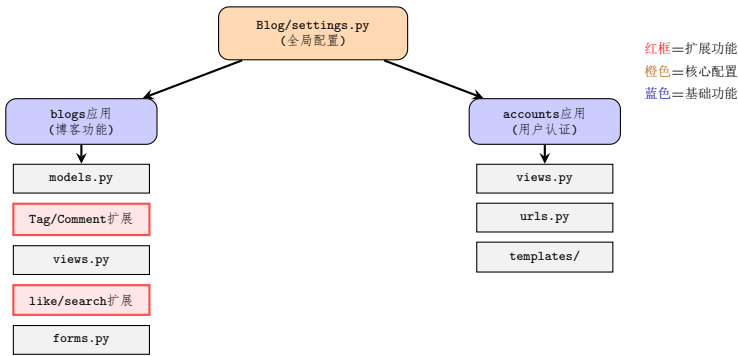 Blog/settings.py
(全局配置)
红框=扩展功能
橙色=核心配置
蓝色=基础功能
blogs应用
(博客功能)
accounts应用
(用户认证)
models.py
Tag/Comment扩展
views.py
like/search扩展
forms.py
views.py
urls.py
templates/